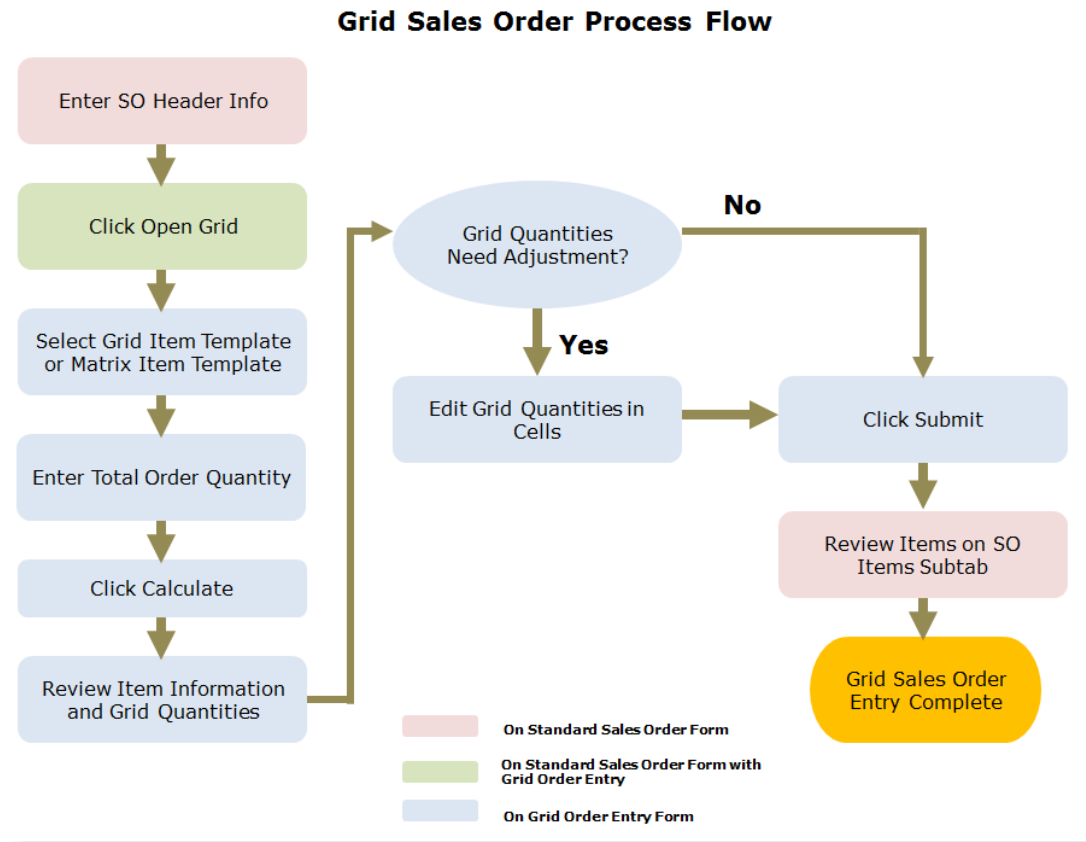 Grid Sales Order Process Flow
Enter SO Header Info
Click Open Grid
Select Grid Item Template
or Matrix Item Template
Enter Total Order Quantity
Click Calculate
Review Item Information
and Grid Quantities
Grid Quantities
Need Adjustment?
No
Yes
Edit Grid Quantities in
Cells
Click Submit
Review Items on SO
Items Subtab
Grid Sales Order
Entry Complete
On Standard Sales Order Form
On Standard Sales Order Form with
Grid Order Entry
On Grid Order Entry Form